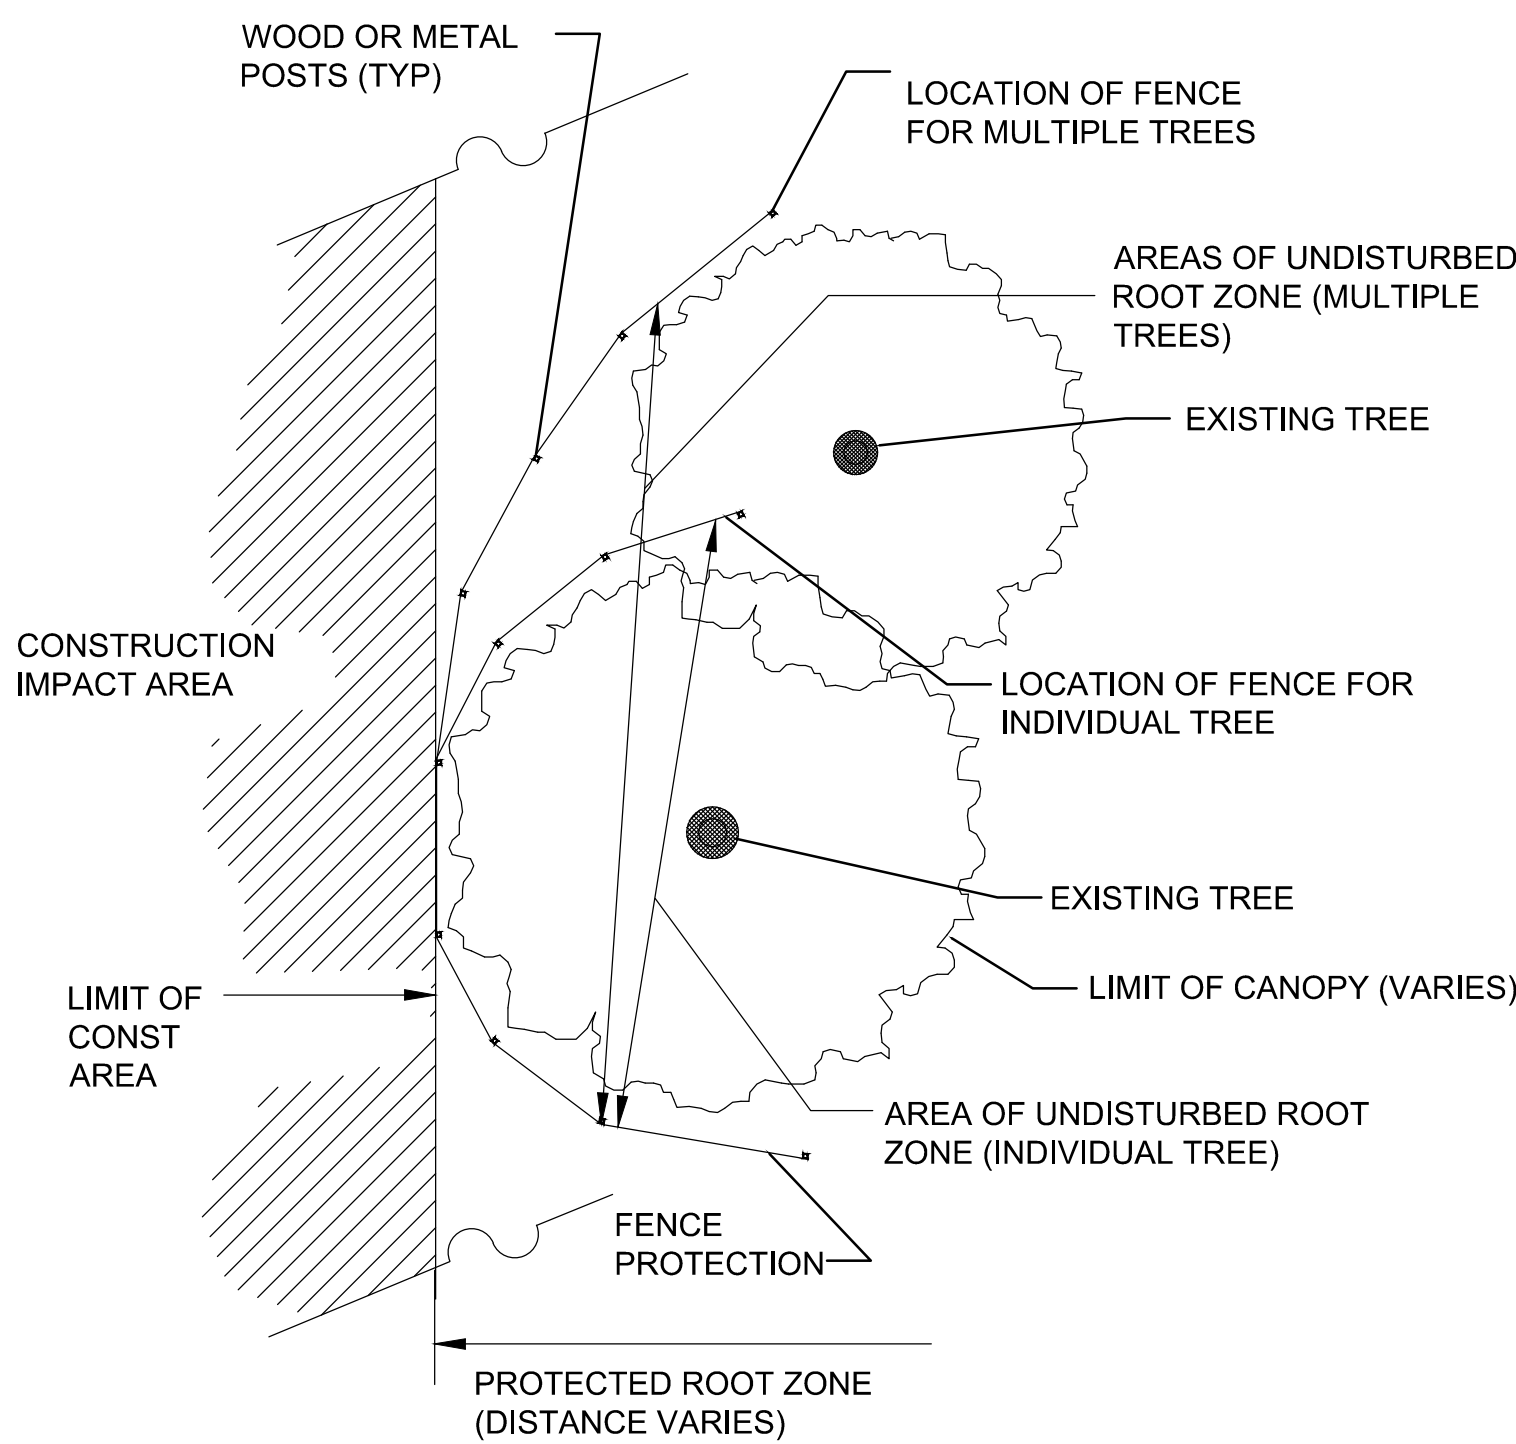 WOOD OR METAL
POSTS (TYP)
LOCATION OF FENCE
FOR MULTIPLE TREES
AREAS OF UNDISTURBED
ROOT ZONE (MULTIPLE
TREES)
EXISTING TREE
CONSTRUCTION
IMPACT AREA
LOCATION OF FENCE FOR
INDIVIDUAL TREE
EXISTING TREE
LIMIT OF CANOPY (VARIES)
LIMIT OF
CONST
AREA
AREA OF UNDISTURBED ROOT
ZONE (INDIVIDUAL TREE)
FENCE
PROTECTION
PROTECTED ROOT ZONE
(DISTANCE VARIES)